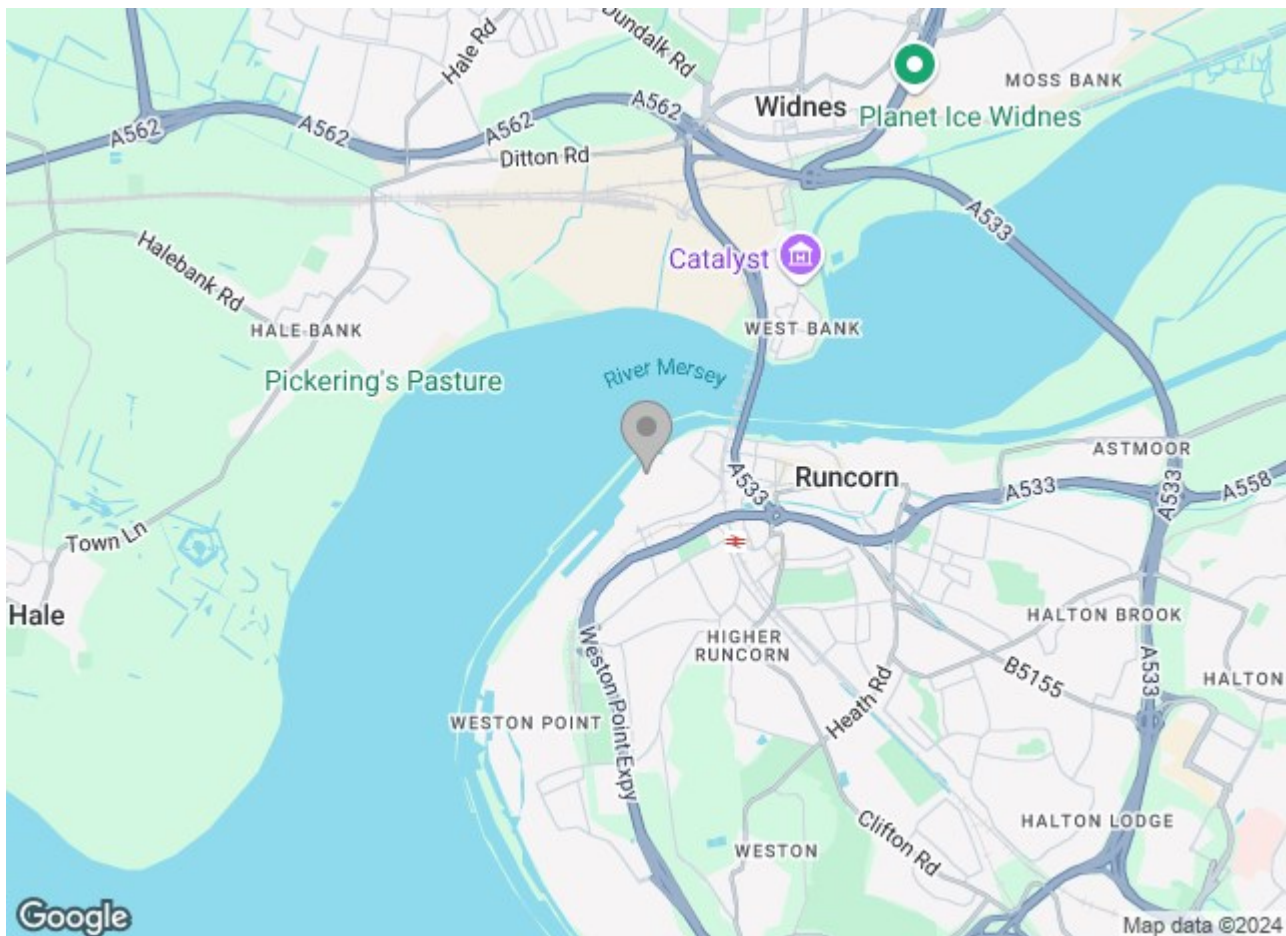 Dundalk Rd
Hale Rd
MOSS BANK
Widnes
Planet Ice Widnes
A562
A562
A562
A562
Ditton Rd
A533
Halebank Rd
Catalyst
HALE BANK
WEST BANK
River Mersey
Pickering's Pasture
ASTMOOR
Runcorn
A533
A533
A533
A558
Town Ln
Hale
HALTON BROOK
HIGHER
RUNCORN
B5155
A533
HALTON
Heath Rd
Weston Point Expy
WESTON POINT
Clifton Rd
HALTON LODGE
WESTON
Google
Map data ©2024